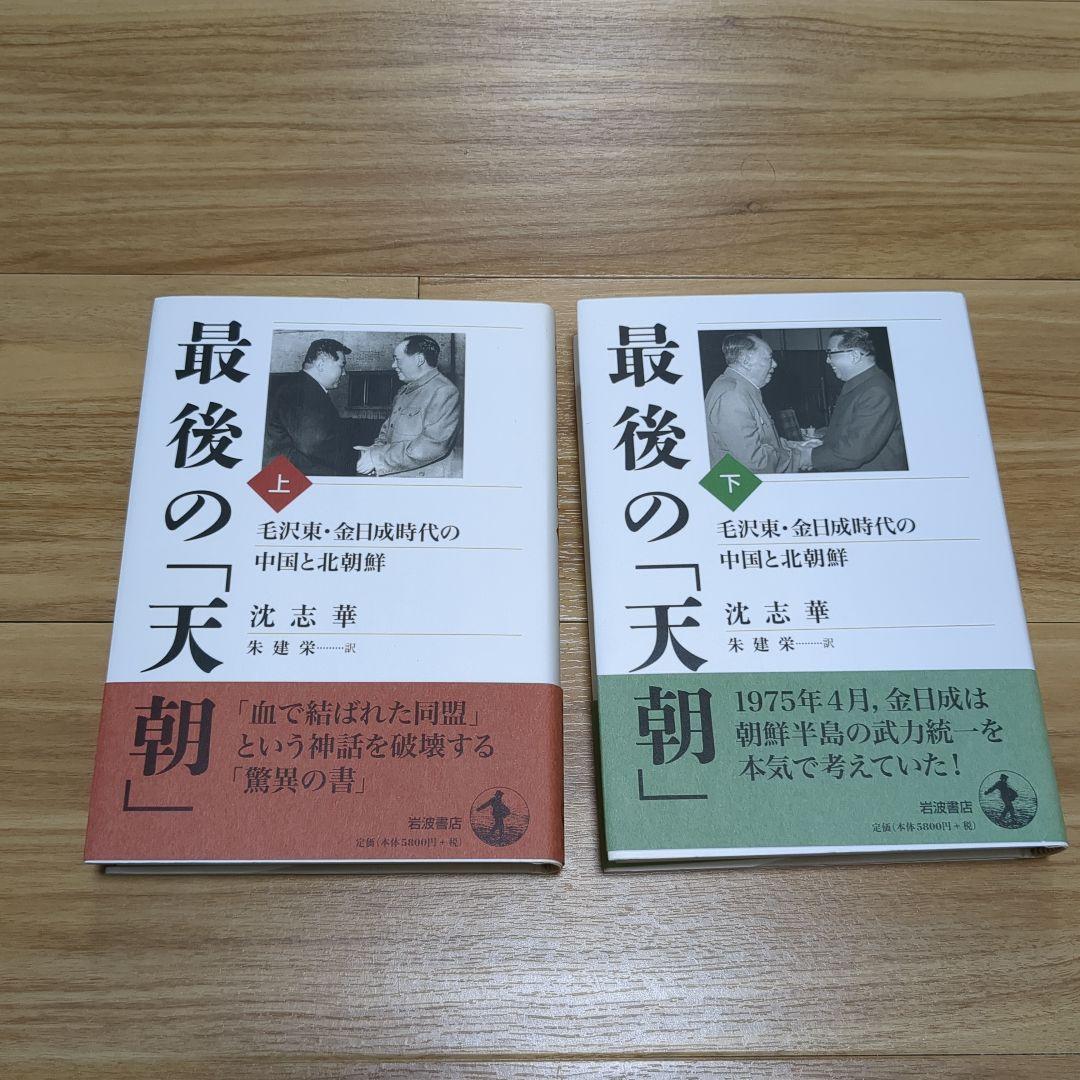 最後の「天朝」
上
毛沢東・金日成時代の
中国と北朝鮮
沈志華
朱建栄………訳
「血で結ばれた同盟」
という神話を破壊する
「驚異の書」
岩波書店
定価(本体5800円+税)
最後の「天朝」
下
毛沢東・金日成時代の
中国と北朝鮮
沈志華
朱建栄………訳
1975年4月,金日成は
朝鮮半島の武力統一を
本気で考えていた!
岩波書店
定価(本体5800円+税)